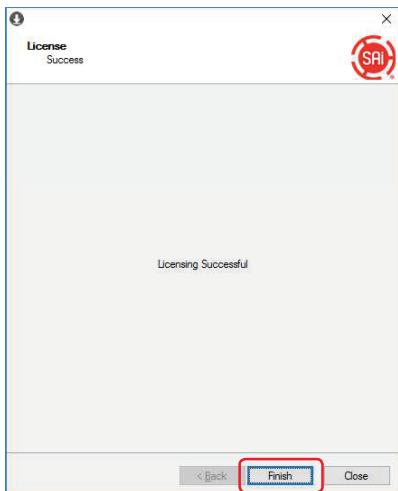 License
Success
SAi
Licensing Successful
< Back
Finish
Close